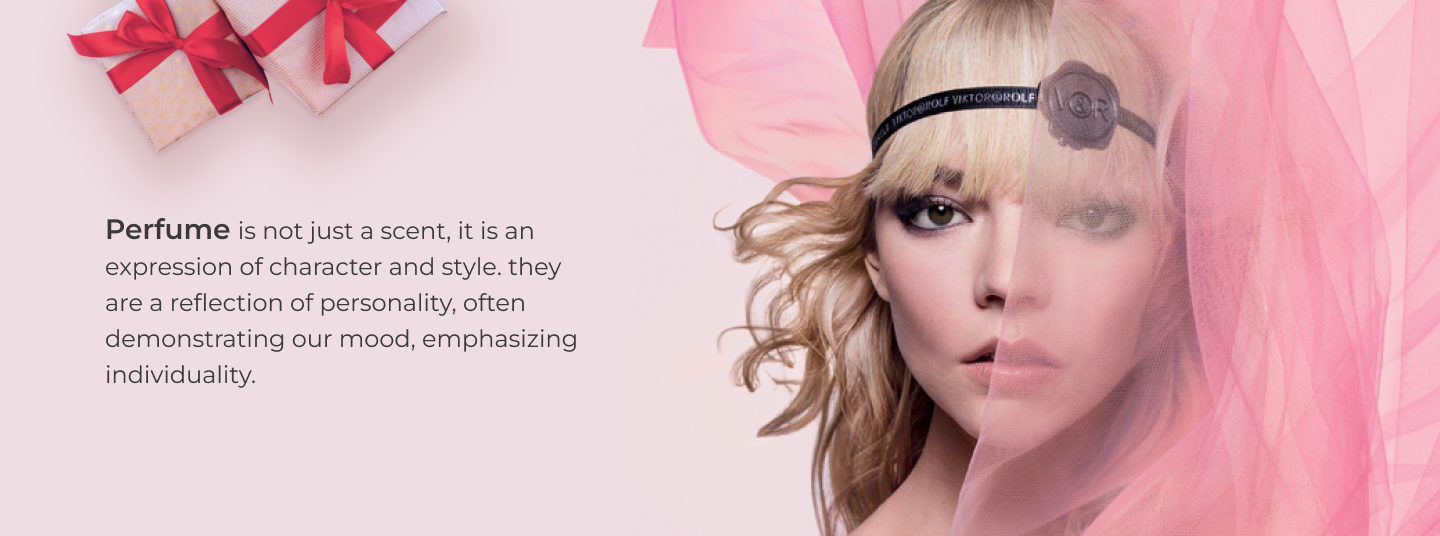 VIKTOR&ROLF VIKTOR&ROLF
V&R
Perfume is not just a scent, it is an
expression of character and style. they
are a reflection of personality, often
demonstrating our mood, emphasizing
individuality.